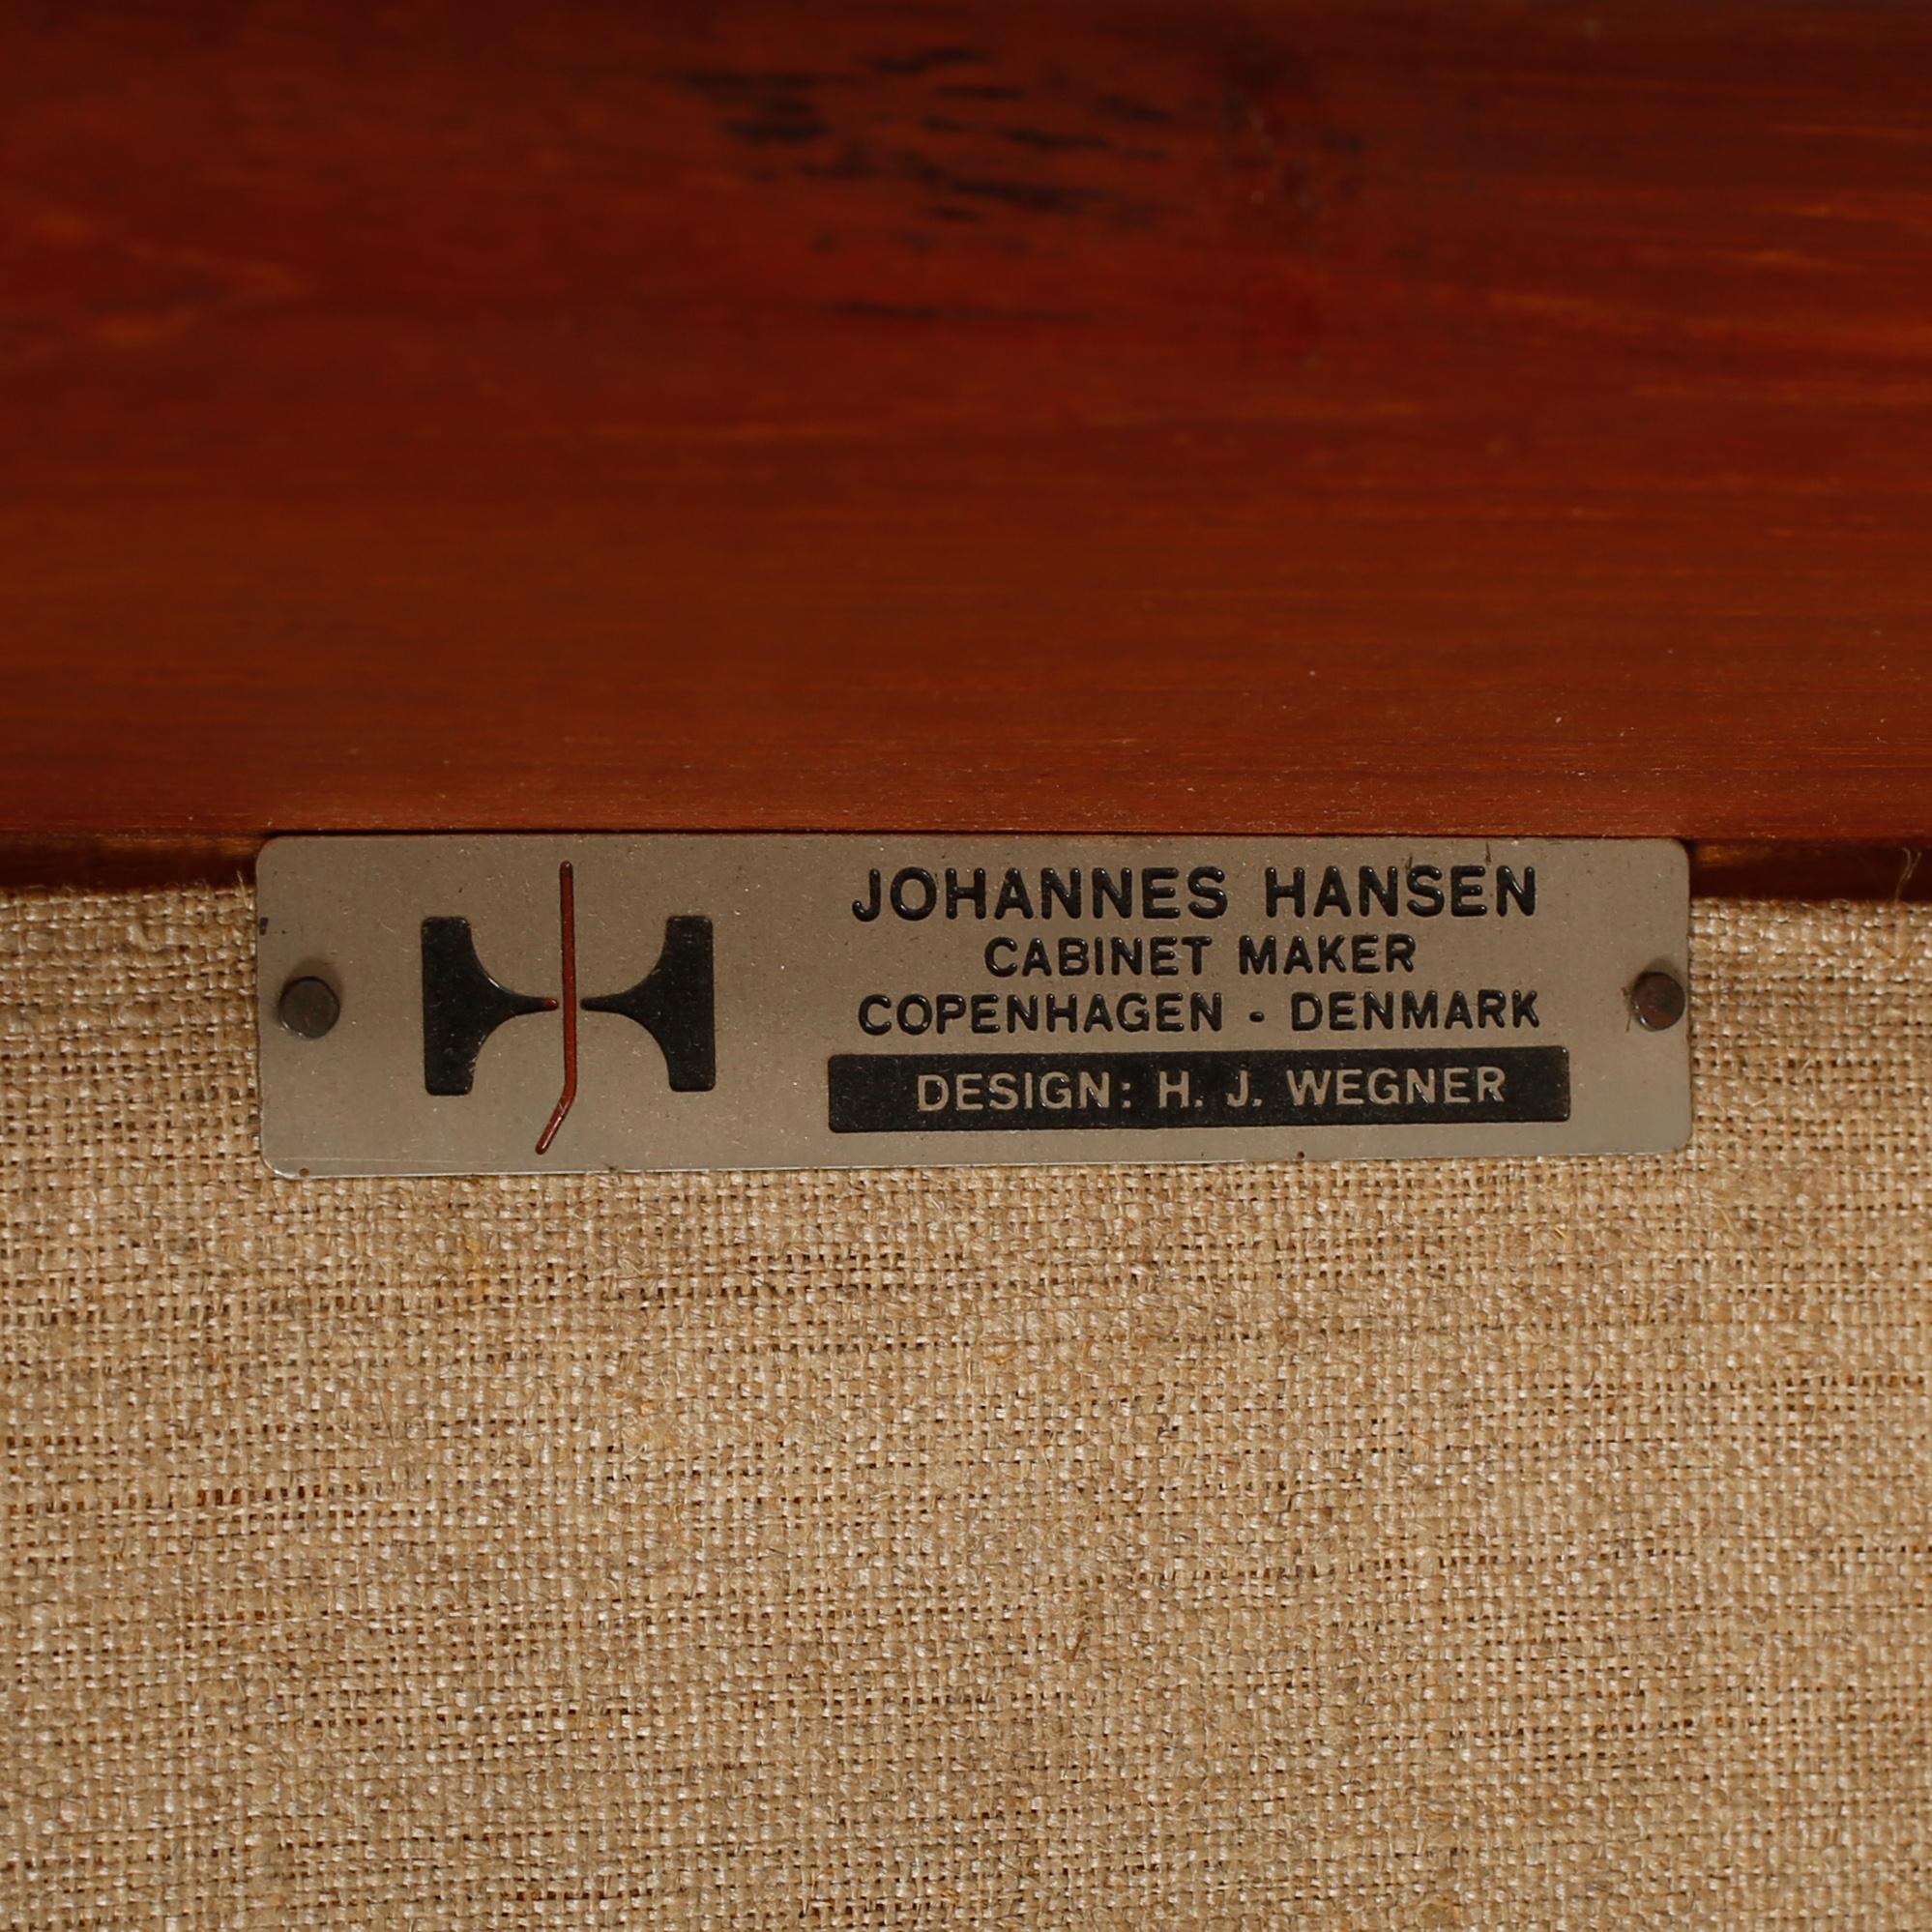 JOHANNES HANSEN
CABINET MAKER
COPENHAGEN - DENMARK
DESIGN: H. J. WEGNER